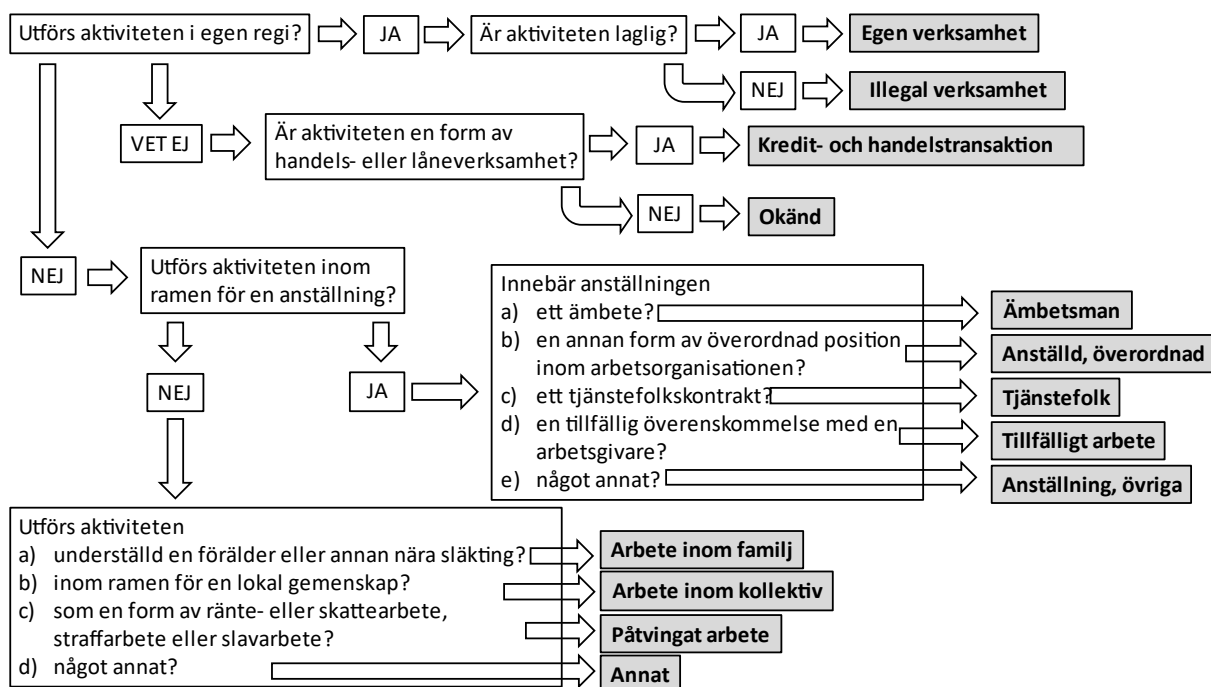 Utförs aktiviteten i egen regi?
JA
Är aktiviteten laglig?
JA
Egen verksamhet
NEJ
Illegal verksamhet
VET EJ
Är aktiviteten en form av
handels- eller låneverksamhet?
JA
Kredit- och handelstransaktion
NEJ
Okänd
NEJ
Utförs aktiviteten inom
ramen för en anställning?
NEJ
JA
Innebär anställningen
a) ett ämbete?
b) en annan form av överordnad position
inom arbetsorganisationen?
c) ett tjänstefolkskontrakt?
d) en tillfällig överenskommelse med en
arbetsgivare?
e) något annat?
Ämbetsman
Anställd, överordnad
Tjänstefolk
Tillfälligt arbete
Anställning, övriga
Utförs aktiviteten
a) underställd en förälder eller annan nära släkting?
b) inom ramen för en lokal gemenskap?
c) som en form av ränte- eller skattearbete,
straffarbete eller slavarbete?
d) något annat?
Arbete inom familj
Arbete inom kollektiv
Påtvingat arbete
Annat